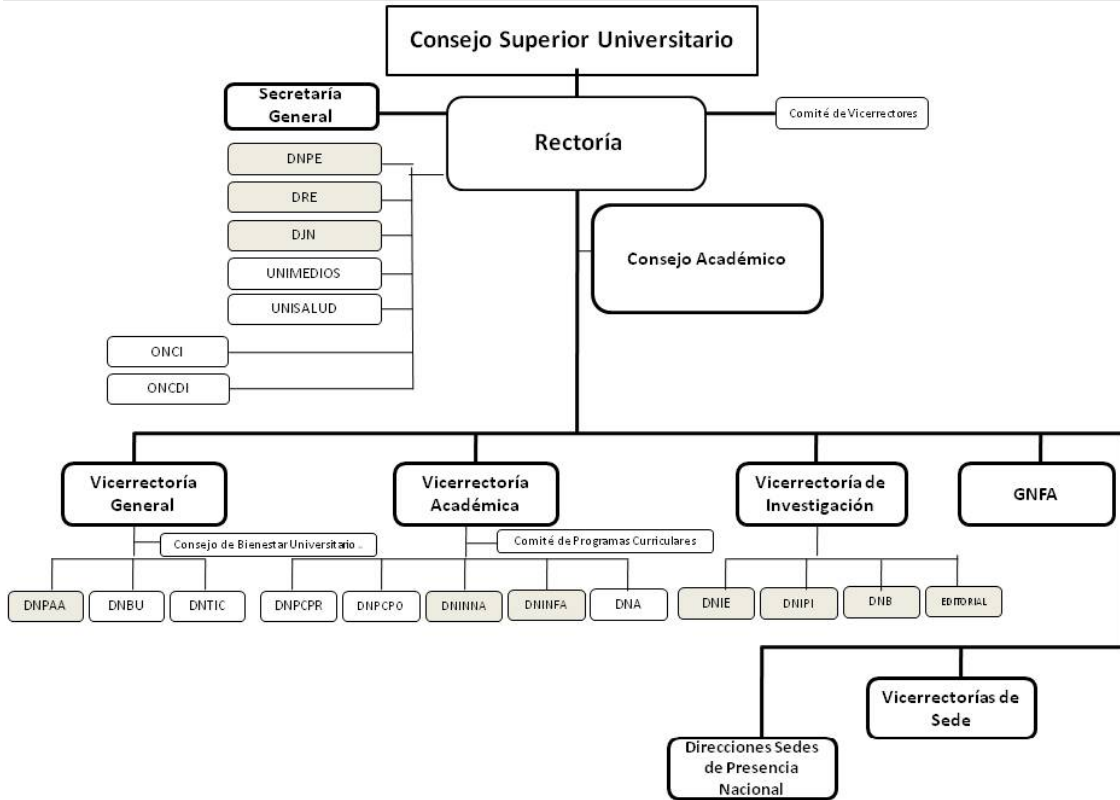 Consejo Superior Universitario
Secretaría
General
Rectoría
Comité de Vicerrectores
DNPE
DRE
DJN
UNIMEDIOS
UNISALUD
ONCI
ONCDI
Consejo Académico
Vicerrectoría
General
Vicerrectoría
Académica
Vicerrectoría de
Investigación
GNFA
Consejo de Bienestar Universitario ..
Comité de Programas Curriculares
DNPAA
DNBU
DNTIC
DNPCPR
DNPCPO
DNINNA
DNINFA
DNA
DNIE
DNIPI
DNB
EDITORIAL
Vicerrectorías de
Sede
Direcciones Sedes
de Presencia
Nacional